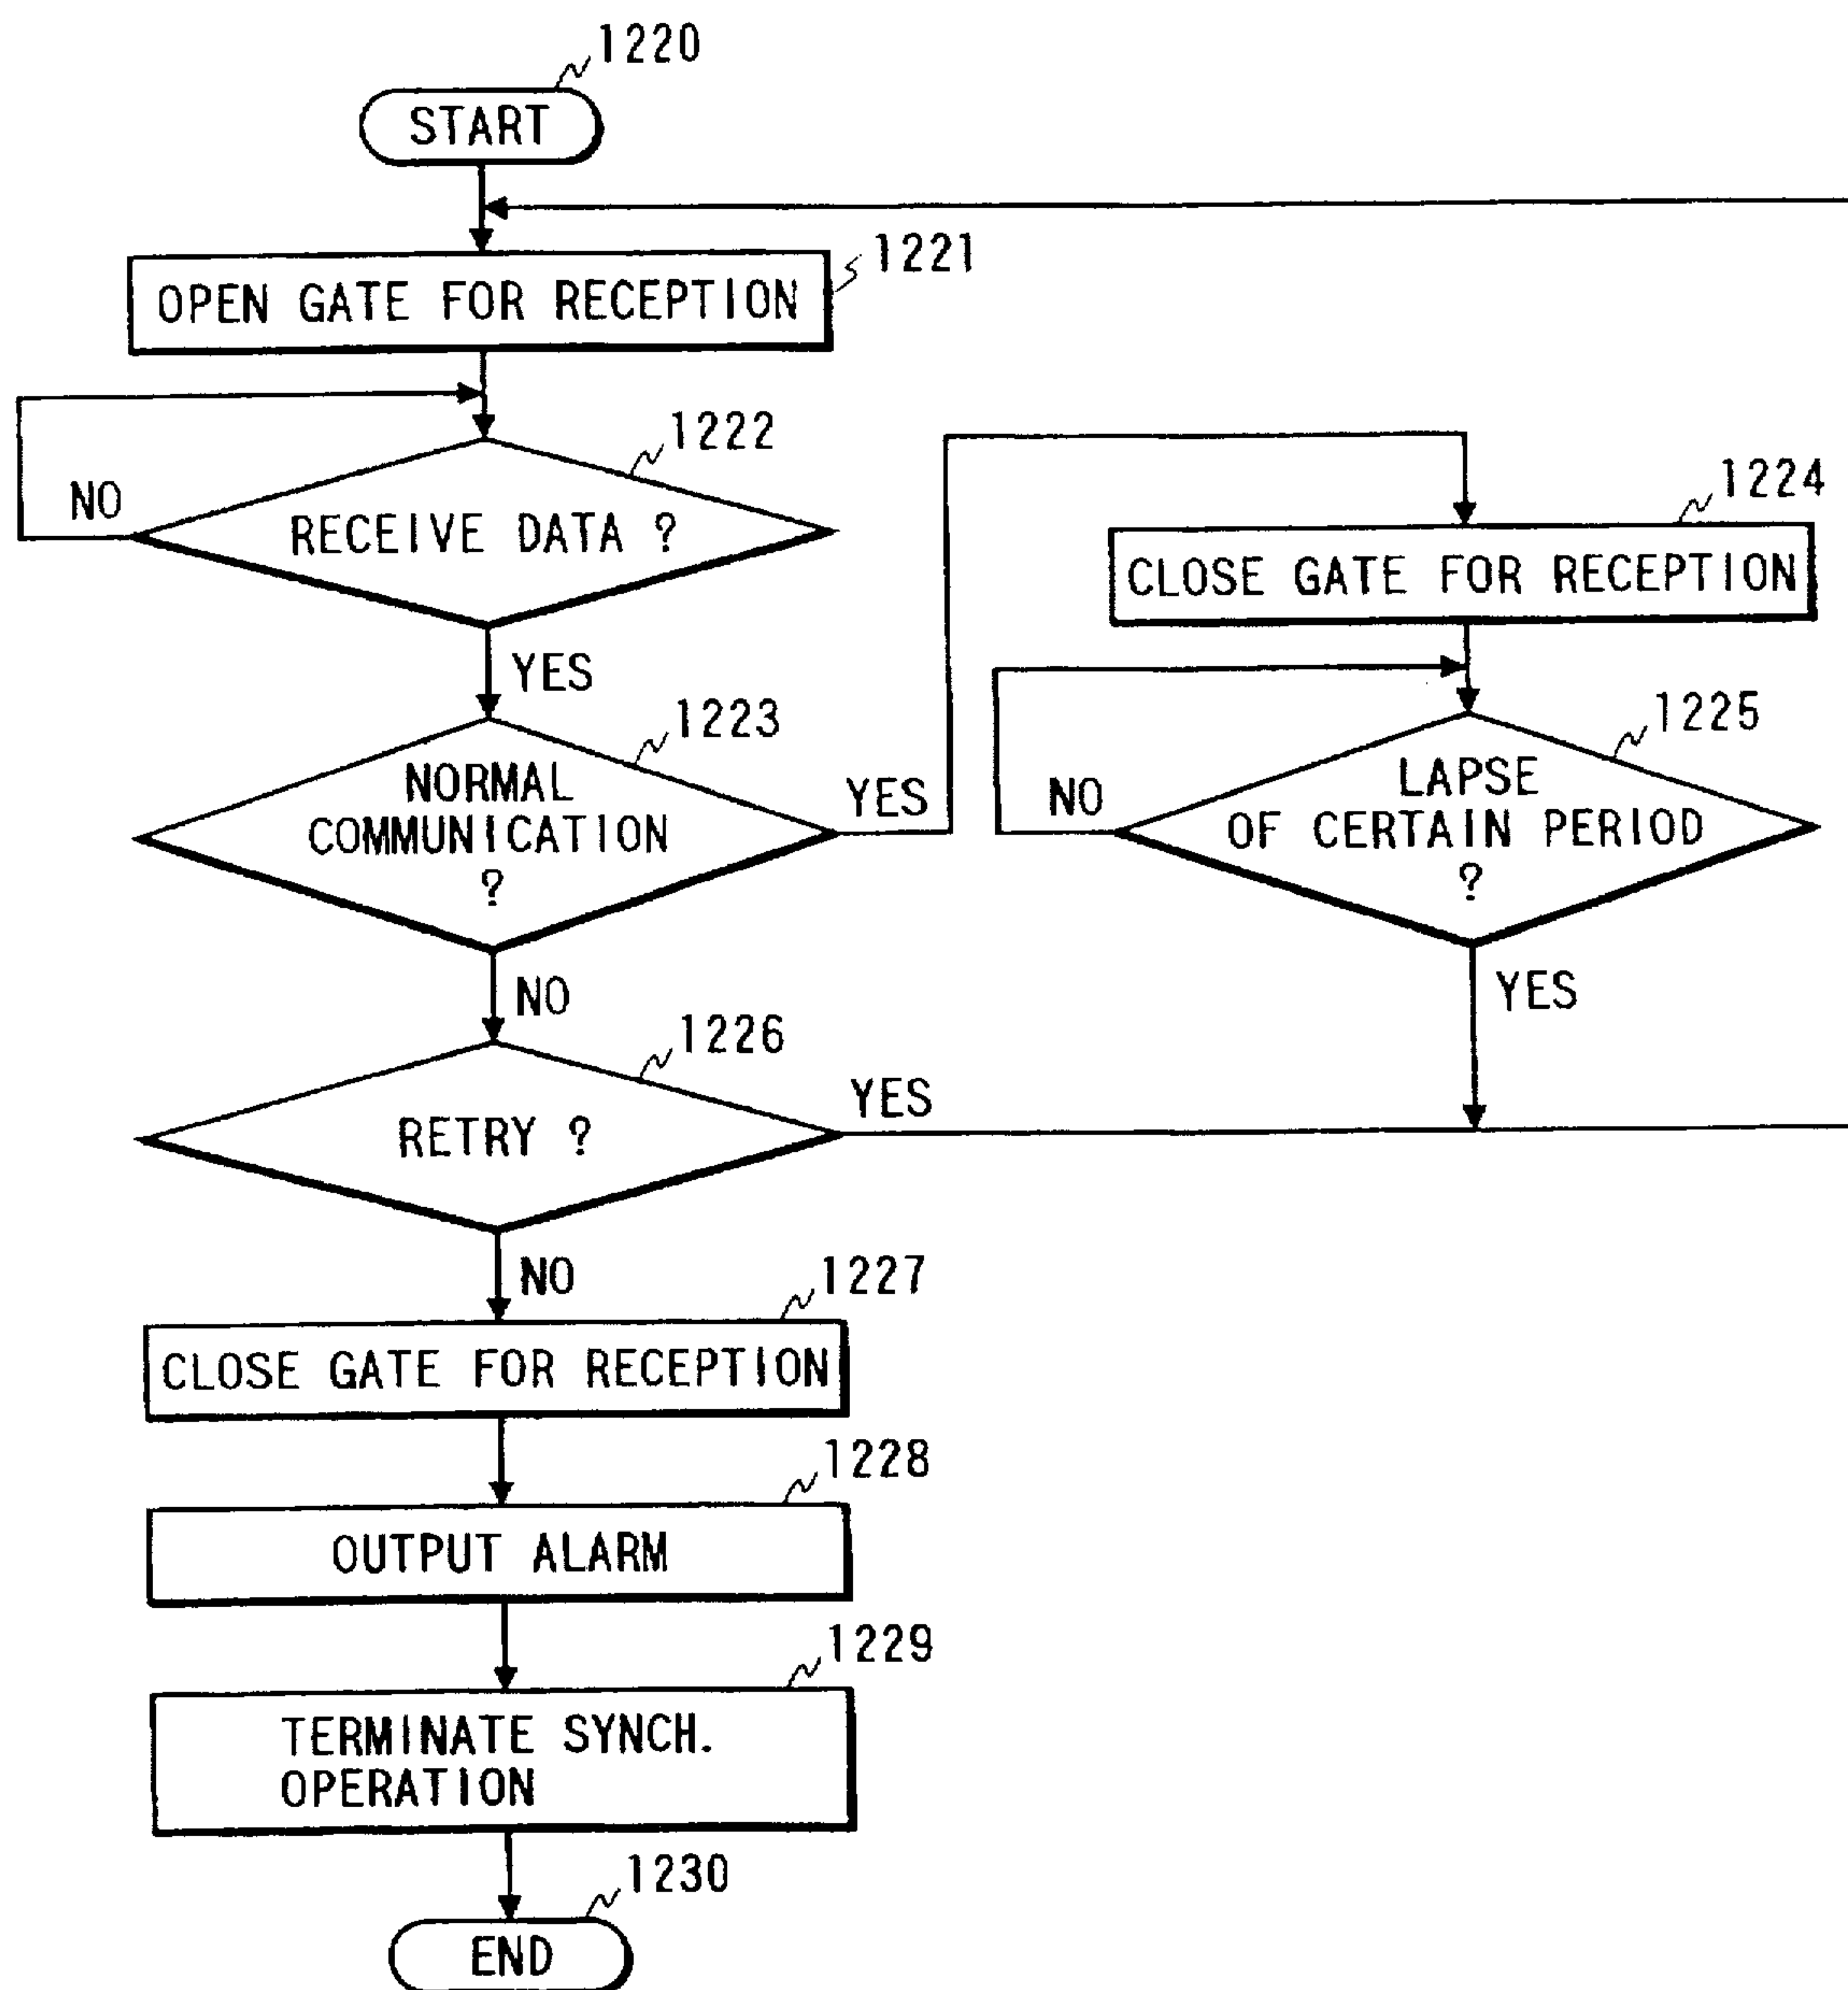 1220
START
1221
OPEN GATE FOR RECEPTION
1222
NO
RECEIVE DATA ?
YES
1223
NORMAL
COMMUNICATION
?
YES
NO
1224
CLOSE GATE FOR RECEPTION
1225
NO
LAPSE
OF CERTAIN PERIOD
?
YES
1226
RETRY ?
YES
NO
1227
CLOSE GATE FOR RECEPTION
1228
OUTPUT ALARM
1229
TERMINATE SYNCH.
OPERATION
1230
END